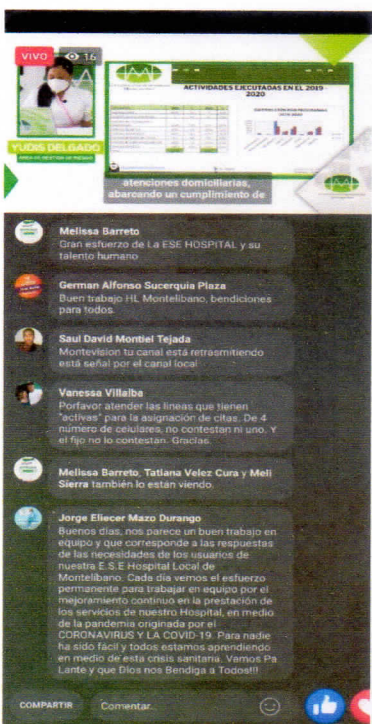 VIVO
16
YUDIS DELGADO
ACTIVIDADES EJECUTADAS EN EL 2019 -
2020
atenciones domiciliarias,
abarcando un cumplimiento de
Melissa Barreto
Gran esfuerzo de La ESE HOSPITAL y su
talento humano
German Alfonso Sucerquia Plaza
Buen trabajo HL Montelibano, bendiciones
para todos.
Saul David Montiel Tejada
Montevision tu canal está retrasmitiendo
está señal por el canal local
Vanessa Villalba
Porfavor atender las lineas que tienen
"activas" para la asignación de citas. De 4
número de celulares, no contestan ni uno. Y
el fijo no lo contestan. Gracias.
Melissa Barreto, Tatiana Velez Cura y Meli
Sierra también lo están viendo.
Jorge Eliecer Mazo Durango
Buenos días, nos parece un buen trabajo en
equipo y que corresponde a las respuestas
de las necesidades de los usuarios de
nuestra E.S.E Hospital Local de
Montelibano. Cada día vemos el esfuerzo
permanente para trabajar en equipo por el
mejoramiento continuo en la prestación de
los servicios de nuestro Hospital, en medio
de la pandemia originada por el
CORONAVIRUS Y LA COVID-19. Para nadie
ha sido fácil y todos estamos aprendiendo
en medio de esta crisis sanitaria. Vamos Pa
Lante y que Dios nos Bendiga a Todos!!!
COMPARTIR
Comentar...